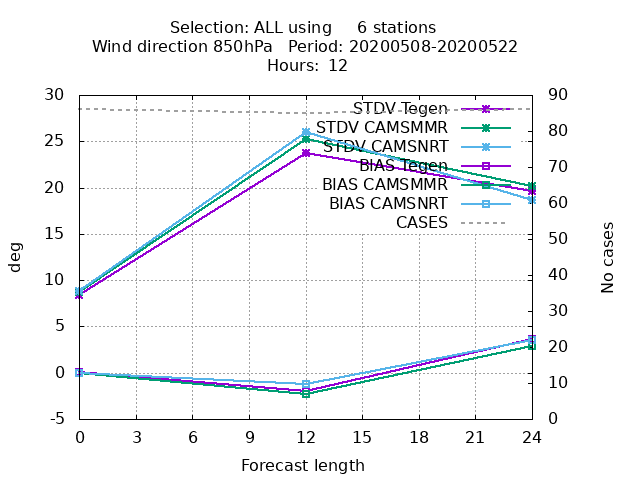 Selection: ALL using     6 stations
Wind direction 850hPa   Period: 20200508-20200522
Hours: 12
deg
30
25
20
15
10
5
0
-5
STDV Tegen
STDV CAMSMMR
STDV CAMSNRT
BIAS Tegen
BIAS CAMSMMR
BIAS CAMSNRT
CASES
90
80
70
60
50
40
30
20
10
0
No cases
0 3 6 9 12 15 18 21 24
Forecast length